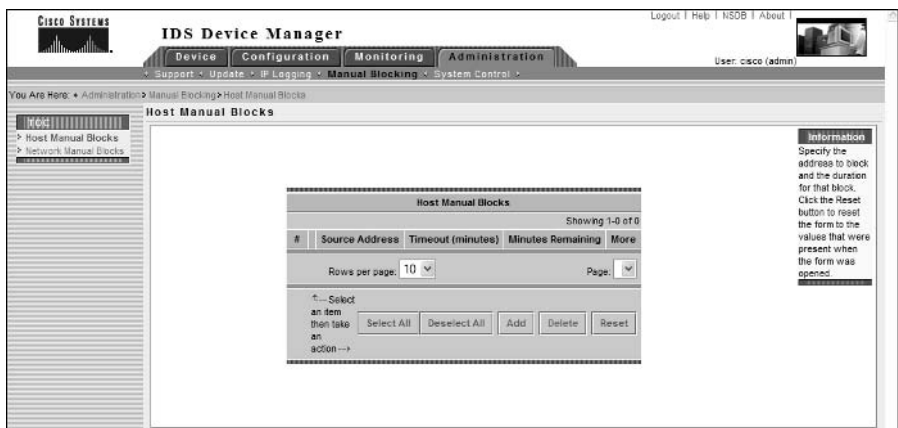 CISCO SYSTEMS
Logout | Help | NSDB | About |
IDS Device Manager
Device Configuration Monitoring Administration
User: cisco (admin)
Support Update IP Logging Manual Blocking System Control
You Are Here: Administration > Manual Blocking > Host Manual Blocks
Host Manual Blocks
TOC
> Host Manual Blocks
> Network Manual Blocks
Information
Specify the
address to block
and the duration
for that block.
Click the Reset
button to reset
the form to the
values that were
present when
the form was
opened.
Host Manual Blocks
Showing 1-0 of 0
# Source Address Timeout (minutes) Minutes Remaining More
Rows per page: 10 Page:
Select
an item
then take
an
action --->
Select All Deselect All Add Delete Reset